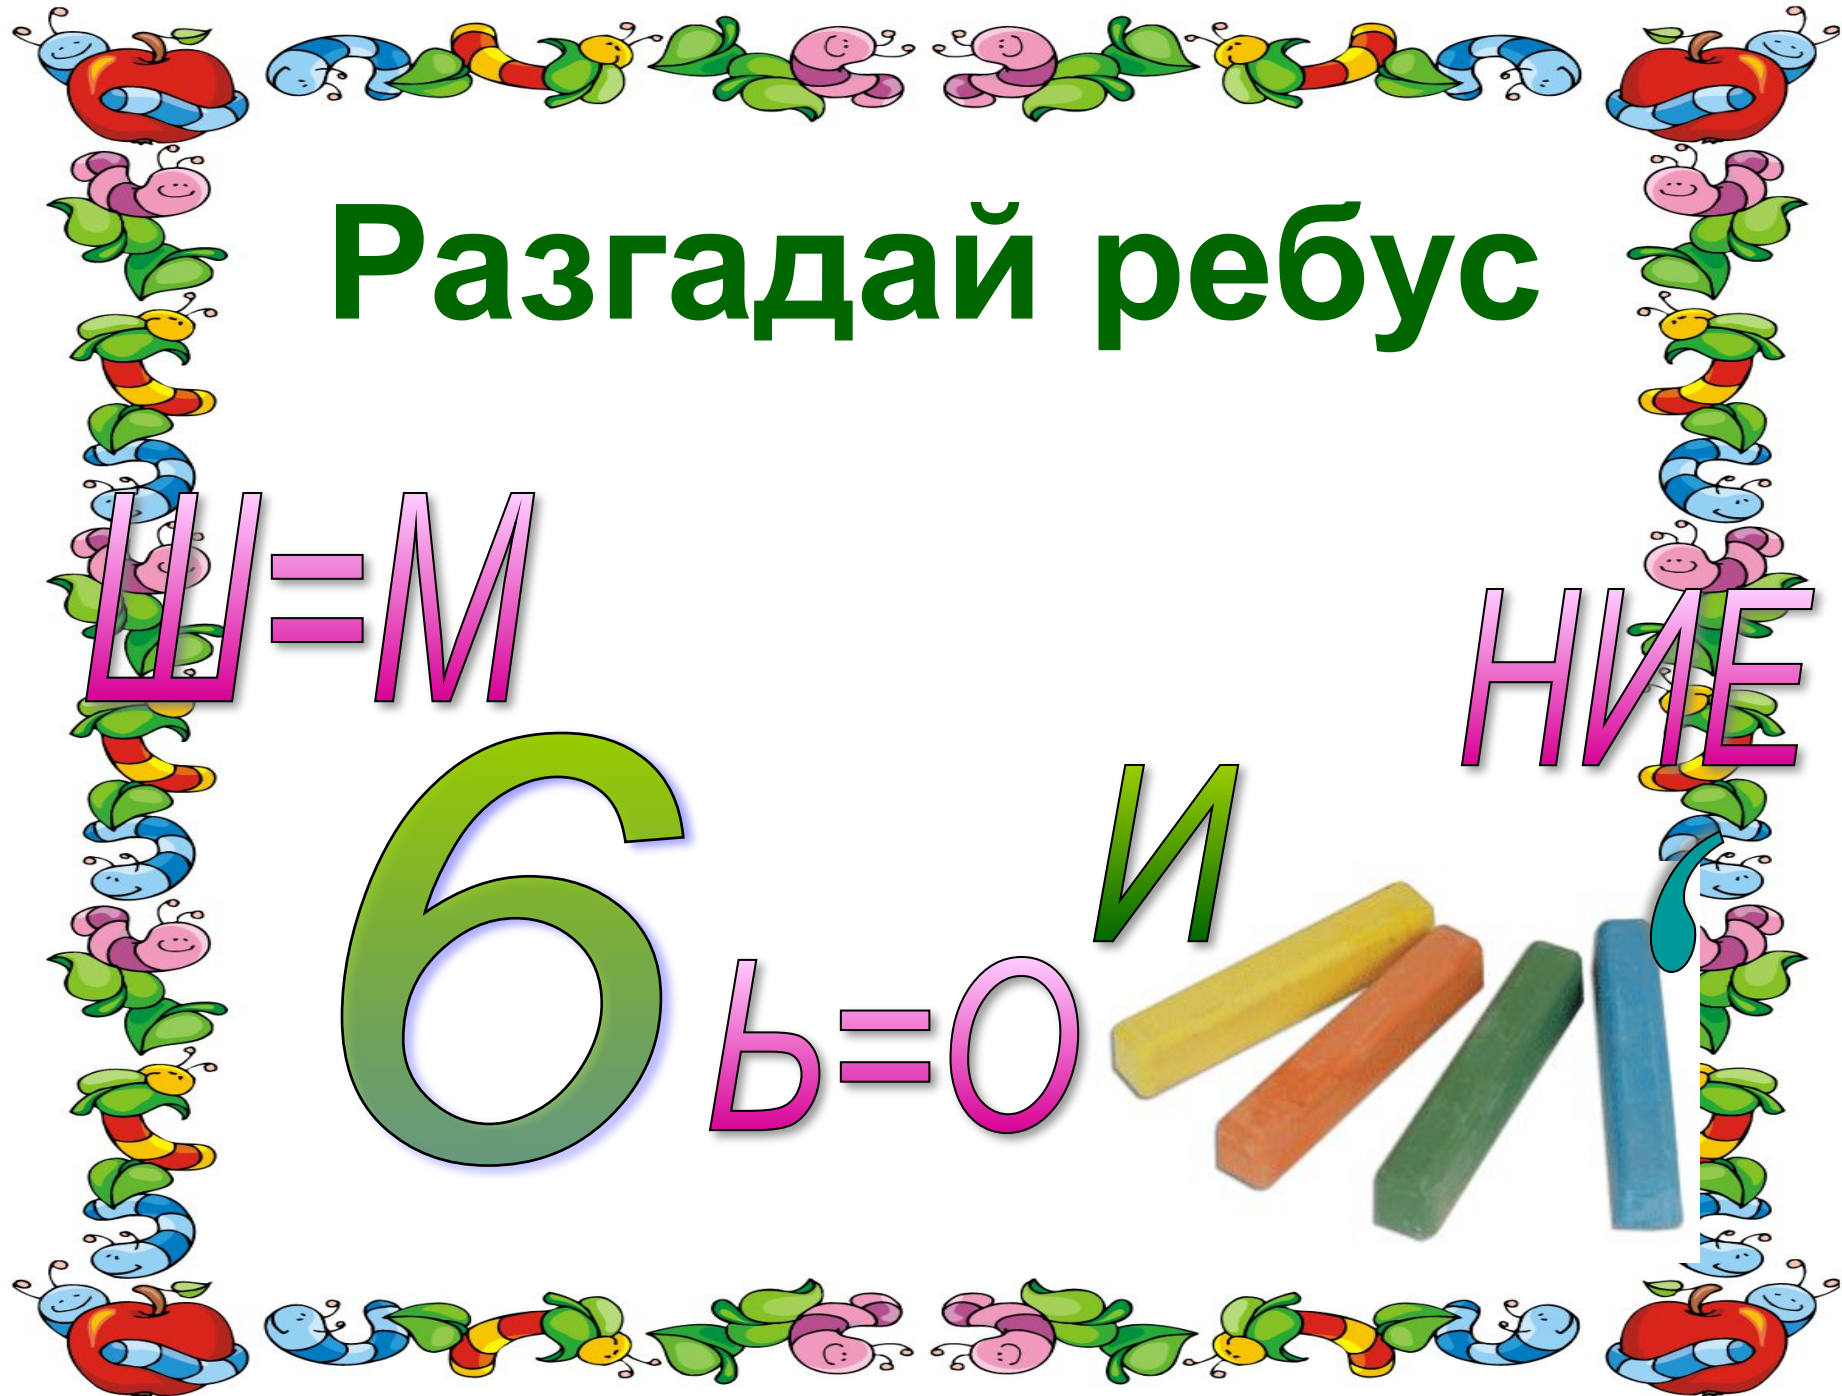 Разгадай ребус
Ш=М
НИЕ
6
И
Ь=О
‘